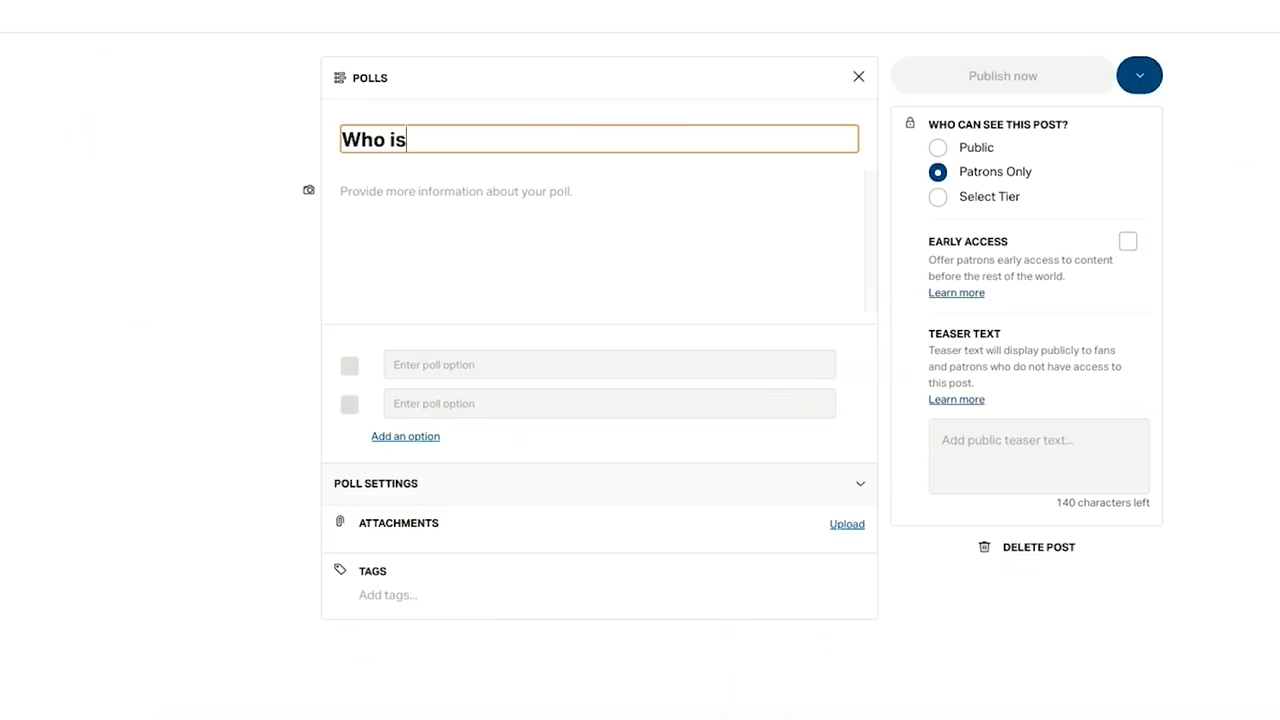 POLLS
Who is
Provide more information about your poll.
Enter poll option
Enter poll option
Add an option
POLL SETTINGS
ATTACHMENTS
Upload
TAGS
Add tags...
Publish now
WHO CAN SEE THIS POST?
Public
Patrons Only
Select Tier
EARLY ACCESS
Offer patrons early access to content
before the rest of the world.
Learn more
TEASER TEXT
Teaser text will display publicly to fans
and patrons who do not have access to
this post.
Learn more
Add public teaser text...
140 characters left
DELETE POST